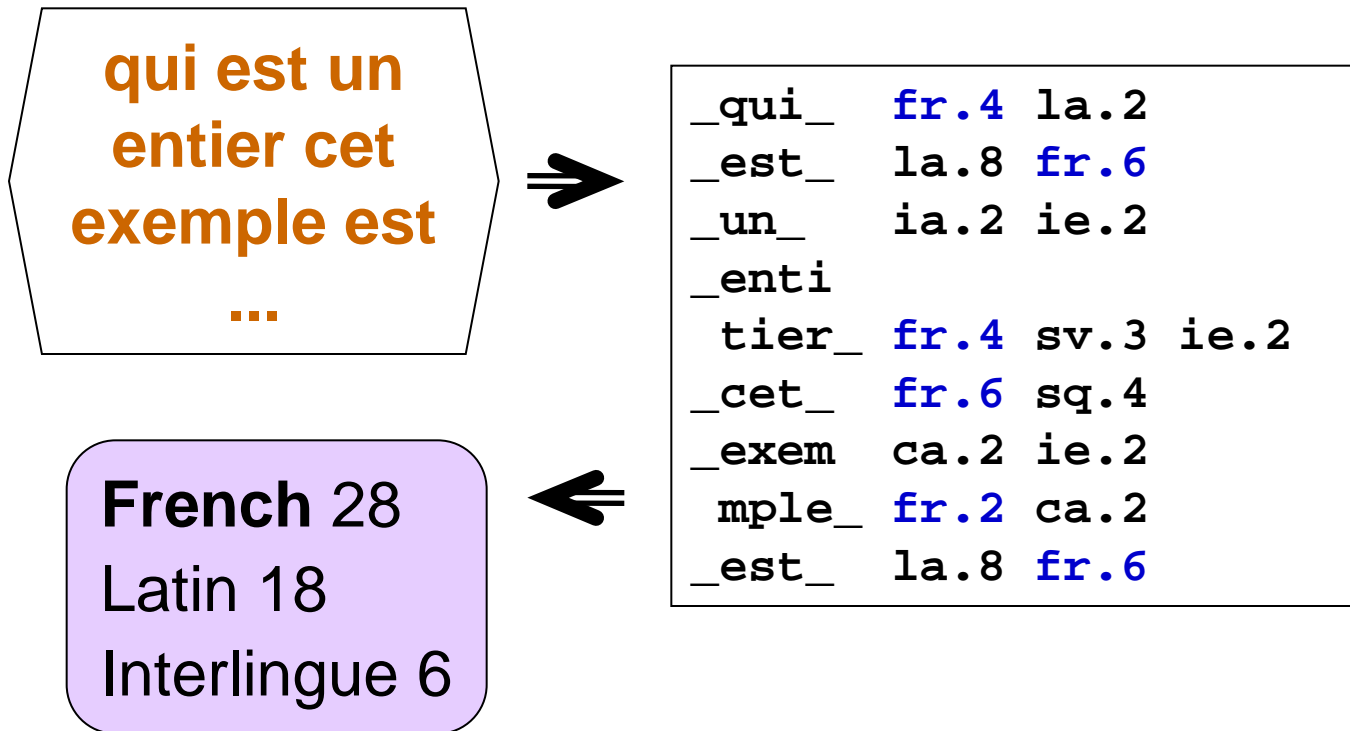 qui est un
entier cet
exemple est
...
_qui_ fr.4 la.2
_est_ la.8 fr.6
_un_ ia.2 ie.2
_enti
tier_ fr.4 sv.3 ie.2
_cet_ fr.6 sq.4
_exem ca.2 ie.2
mple_ fr.2 ca.2
_est_ la.8 fr.6
French 28
Latin 18
Interlingue 6